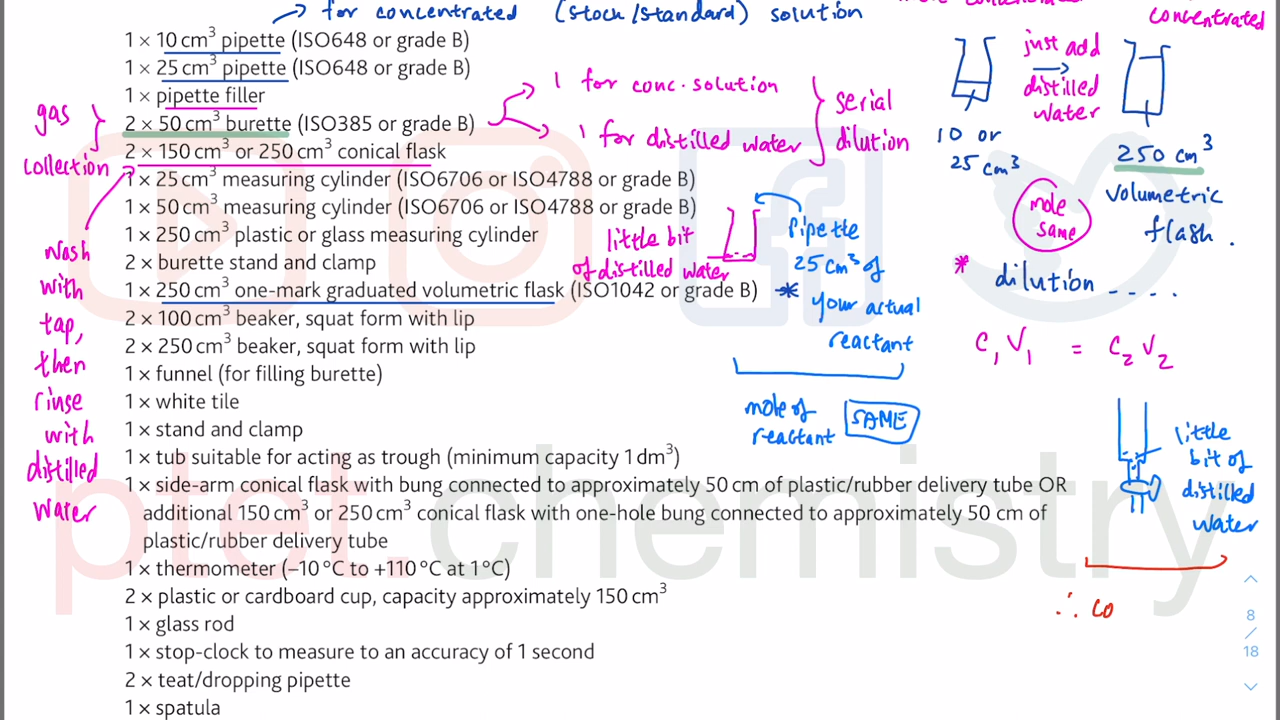 for concentrated (stock/standard) solution
concentrated
1 × 10 cm³ pipette (ISO648 or grade B)
1 × 25 cm³ pipette (ISO648 or grade B)
1 × pipette filler
2 × 50 cm³ burette (ISO385 or grade B)
2 × 150 cm³ or 250 cm³ conical flask
1 × 25 cm³ measuring cylinder (ISO6706 or ISO4788 or grade B)
1 × 50 cm³ measuring cylinder (ISO6706 or ISO4788 or grade B)
1 × 250 cm³ plastic or glass measuring cylinder
2 × burette stand and clamp
1 × 250 cm³ one-mark graduated volumetric flask (ISO1042 or grade B) *
2 × 100 cm³ beaker, squat form with lip
2 × 250 cm³ beaker, squat form with lip
1 × funnel (for filling burette)
1 × white tile
1 × stand and clamp
1 × tub suitable for acting as trough (minimum capacity 1 dm³)
1 × side-arm conical flask with bung connected to approximately 50 cm of plastic/rubber delivery tube OR
additional 150 cm³ or 250 cm³ conical flask with one-hole bung connected to approximately 50 cm of
plastic/rubber delivery tube
1 × thermometer (–10 °C to +110 °C at 1 °C)
2 × plastic or cardboard cup, capacity approximately 150 cm³
1 × glass rod
1 × stop-clock to measure to an accuracy of 1 second
2 × teat/dropping pipette
1 × spatula
gas
collection
wash
with
tap,
then
rinse
with
distilled
water
1 for conc. solution
1 for distilled water
serial
dilution
little bit
of distilled water
Pipette
25 cm³ of
your actual
reactant
mole of
reactant
SAME
just add
distilled
water
10 or
25 cm³
250 cm³
volumetric
flash.
mole
same
* dilution ....
C₁V₁ = C₂V₂
little
bit of
distilled
water
∴ co
ptet.chemistry
8
/
18